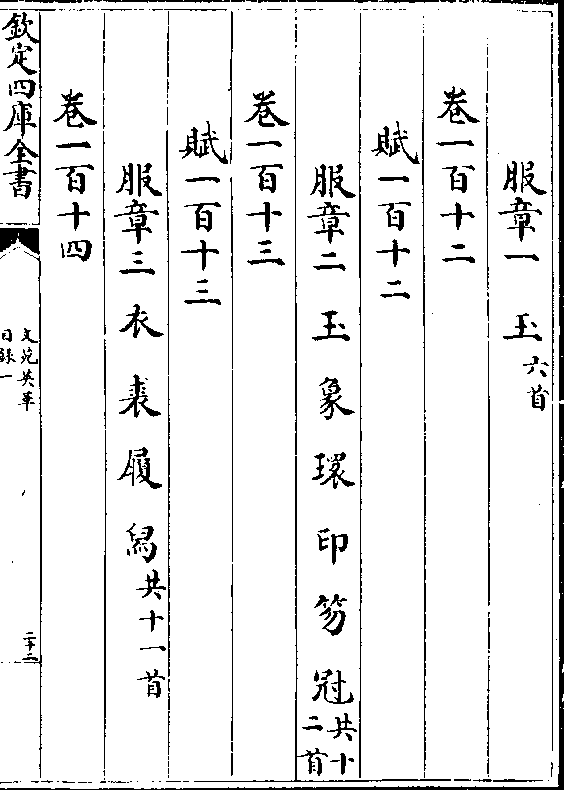 服章一 玉六首
卷一百十二
賦一百十二
服章二 玉 象 環 印 笏 冠共十二首
卷一百十三
賦一百十三
服章三 衣 裘 履 舄共十一首
卷一百十四
欽定四庫全書
文苑英華
目録一
二十二